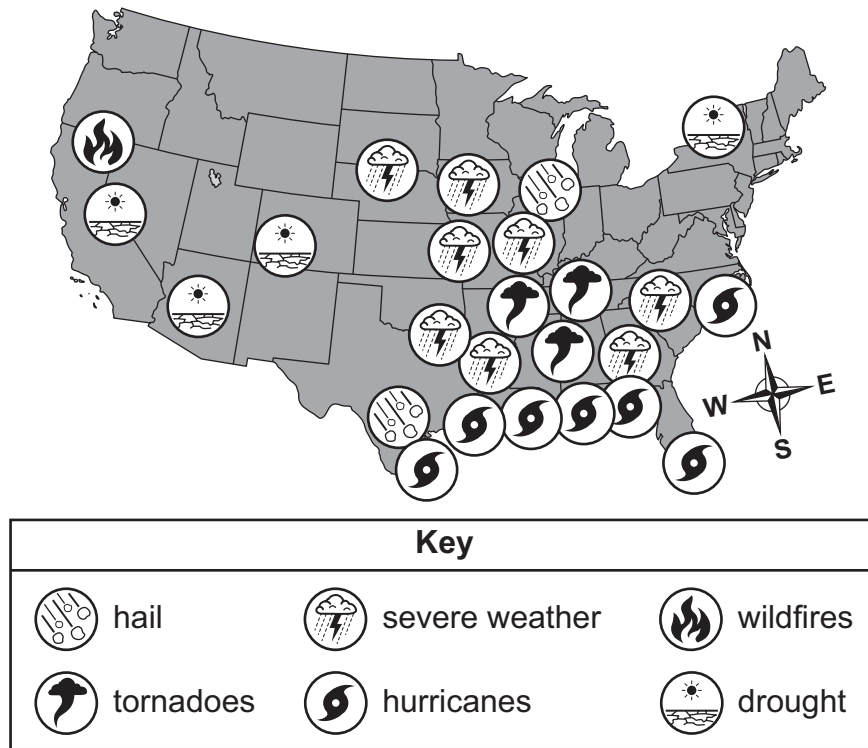 N
W
E
S
Key
hail
severe weather
wildfires
tornadoes
hurricanes
drought